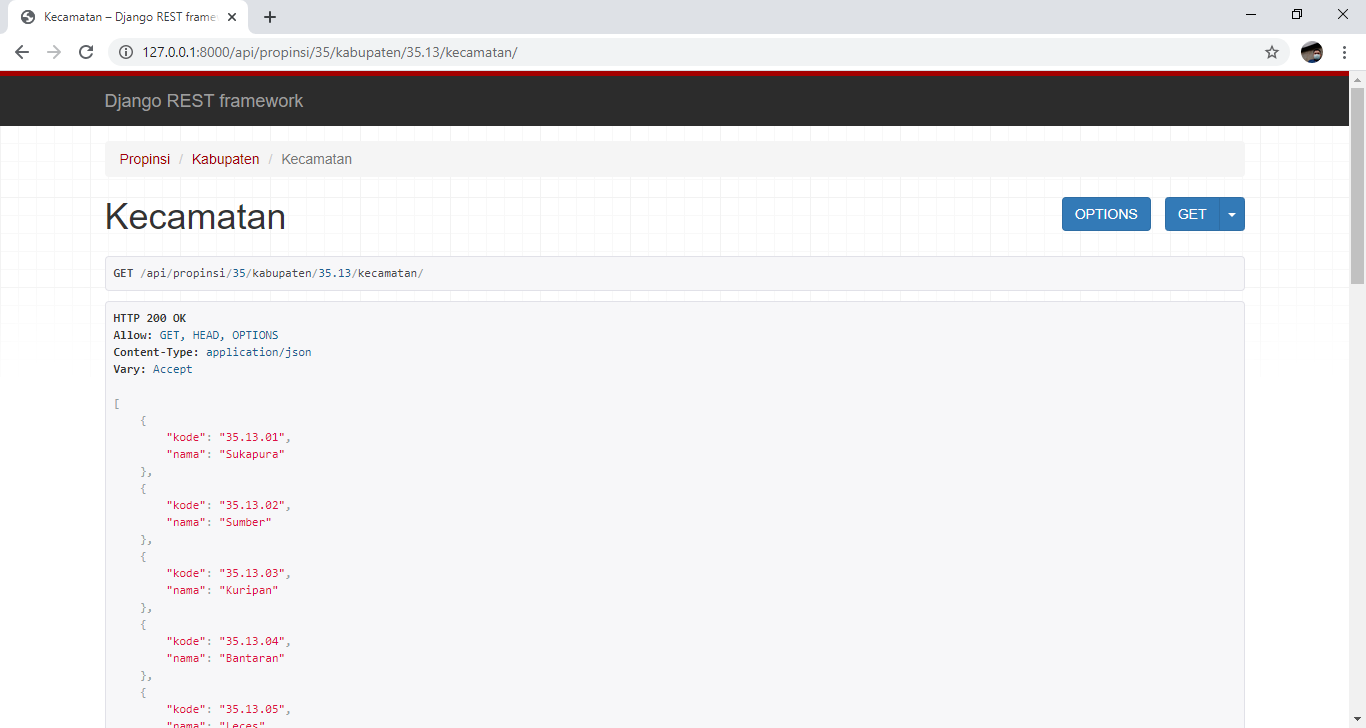 Kecamatan – Django REST frame
127.0.0.1:8000/api/propinsi/35/kabupaten/35.13/kecamatan/
Django REST framework
Propinsi / Kabupaten / Kecamatan
Kecamatan
OPTIONS
GET
GET /api/propinsi/35/kabupaten/35.13/kecamatan/
HTTP 200 OK
Allow: GET, HEAD, OPTIONS
Content-Type: application/json
Vary: Accept
[
{
"kode": "35.13.01",
"nama": "Sukapura"
},
{
"kode": "35.13.02",
"nama": "Sumber"
},
{
"kode": "35.13.03",
"nama": "Kuripan"
},
{
"kode": "35.13.04",
"nama": "Bantaran"
},
{
"kode": "35.13.05",
"nama": "Leces"